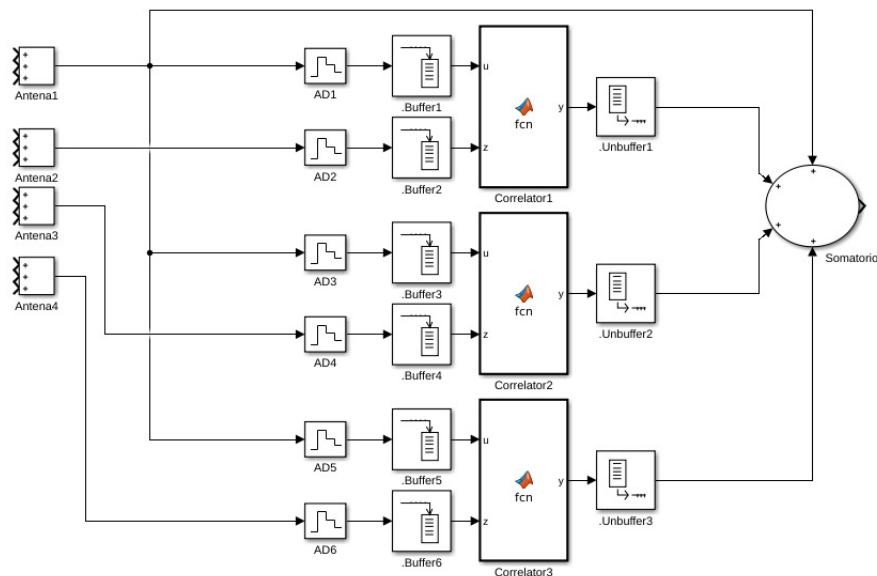 +
+
+
Antena1
AD1
.Buffer1
u
fcn
y
z
Correlator1
.Unbuffer1
+
+
+
Antena2
AD2
.Buffer2
+
+
+
Antena3
+
+
+
+
Somatorio
AD3
.Buffer3
u
fcn
y
z
Correlator2
.Unbuffer2
+
+
+
Antena4
AD4
.Buffer4
AD5
.Buffer5
u
fcn
y
z
Correlator3
.Unbuffer3
AD6
.Buffer6